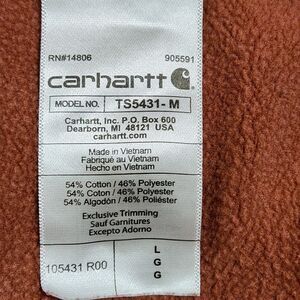 RN#14806 905591
carhartt
MODEL NO. TS5431-M
Carhartt, Inc. P.O. Box 600
Dearborn, MI 48121 USA
carhartt.com
Made in Vietnam
Fabriqué au Vietnam
Hecho en Vietnam
54% Cotton / 46% Polyester
54% Coton / 46% Polyester
54% Algodón / 46% Poliéster
Exclusive Trimming
Sauf Garnitures
Excepto Adorno
L
105431 R00 G
G